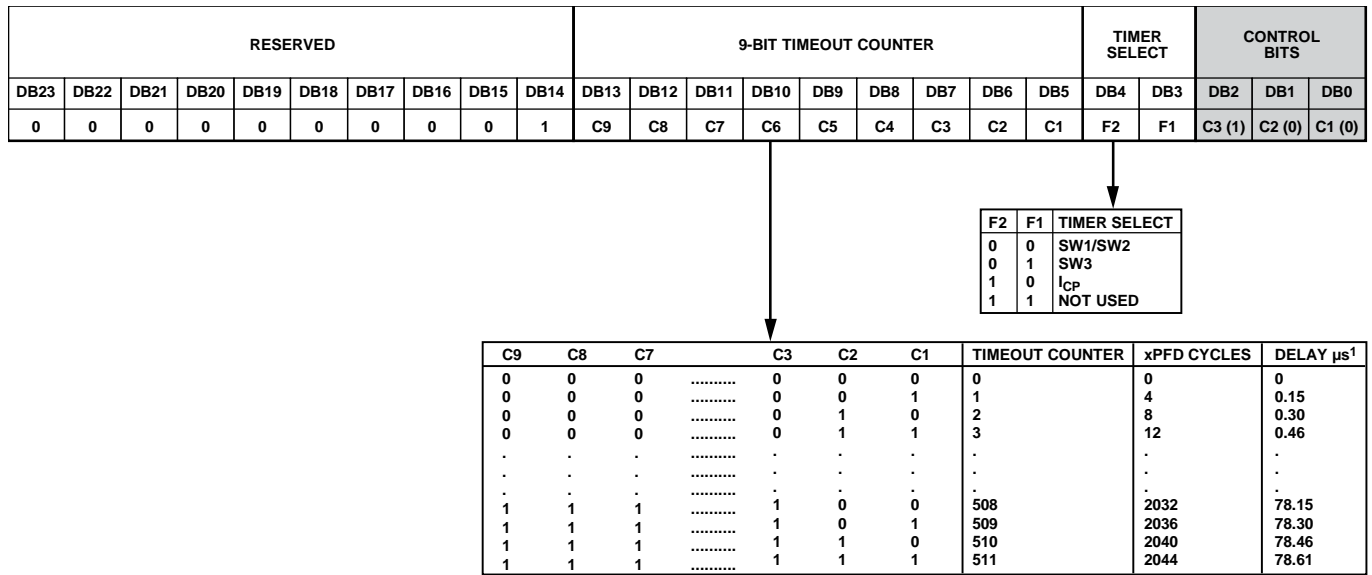 RESERVED 9-BIT TIMEOUT COUNTER TIMER SELECT CONTROL BITS
DB23 DB22 DB21 DB20 DB19 DB18 DB17 DB16 DB15 DB14 DB13 DB12 DB11 DB10 DB9 DB8 DB7 DB6 DB5 DB4 DB3 DB2 DB1 DB0
0 0 0 0 0 0 0 0 0 1 C9 C8 C7 C6 C5 C4 C3 C2 C1 F2 F1 C3 (1) C2 (0) C1 (0)
F2 F1 TIMER SELECT
0 0 SW1/SW2
0 1 SW3
1 0 ICP
1 1 NOT USED
C9 C8 C7 C3 C2 C1 TIMEOUT COUNTER xPFD CYCLES DELAY µs1
0 0 0 .......... 0 0 0 0 0 0
0 0 0 .......... 0 0 1 1 4 0.15
0 0 0 .......... 0 1 0 2 8 0.30
0 0 0 .......... 0 1 1 3 12 0.46
. . . .......... . . . . . .
. . . .......... . . . . . .
. . . .......... . . . . . .
1 1 1 .......... 1 0 0 508 2032 78.15
1 1 1 .......... 1 0 1 509 2036 78.30
1 1 1 .......... 1 1 0 510 2040 78.46
1 1 1 .......... 1 1 1 511 2044 78.61